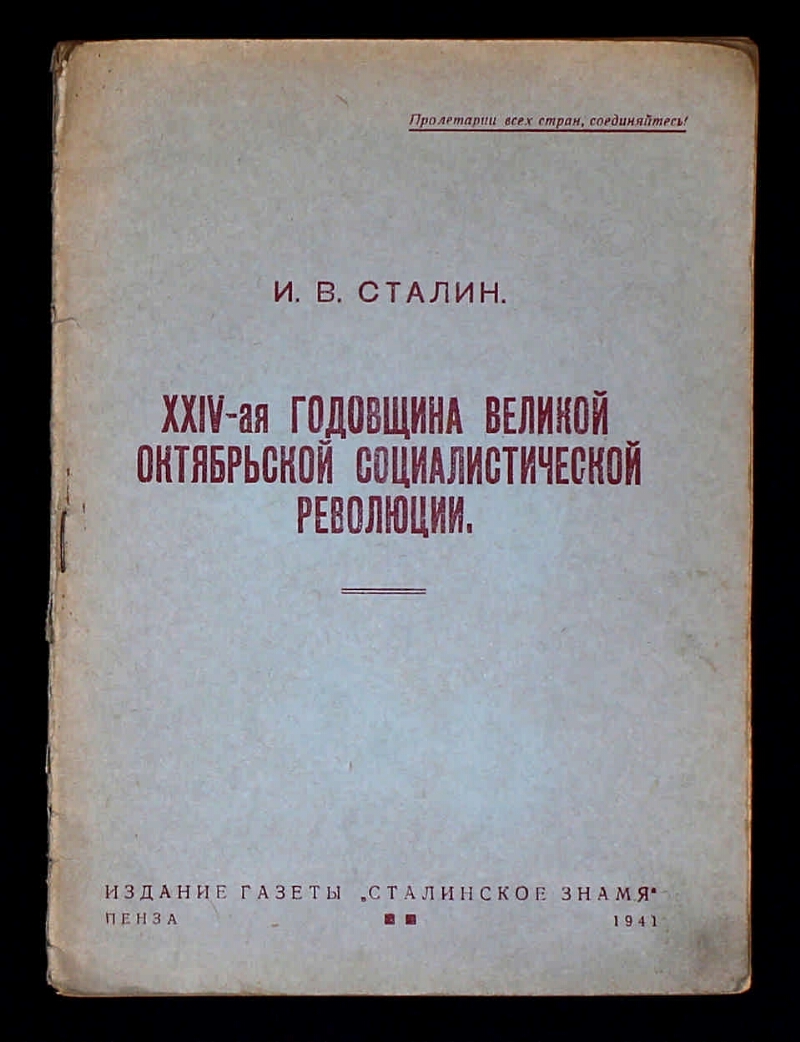 Пролетарии всех стран, соединяйтесь!
И. В. СТАЛИН.
XXIV-ая ГОДОВЩИНА ВЕЛИКОЙ
ОКТЯБРЬСКОЙ СОЦИАЛИСТИЧЕСКОЙ
РЕВОЛЮЦИИ.
ИЗДАНИЕ ГАЗЕТЫ „СТАЛИНСКОЕ ЗНАМЯ“
ПЕНЗА 1941